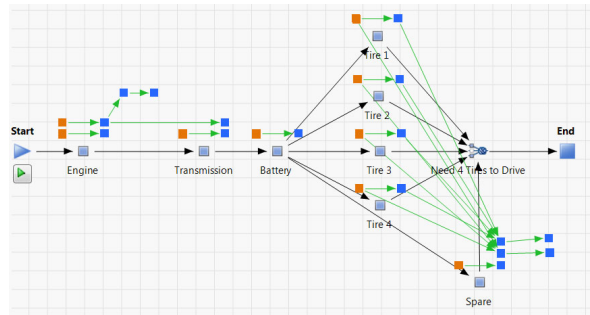 Tire 1
Tire 2
Start
End
Engine
Transmission
Battery
Tire 3
Need 4 Tires to Drive
Tire 4
Spare